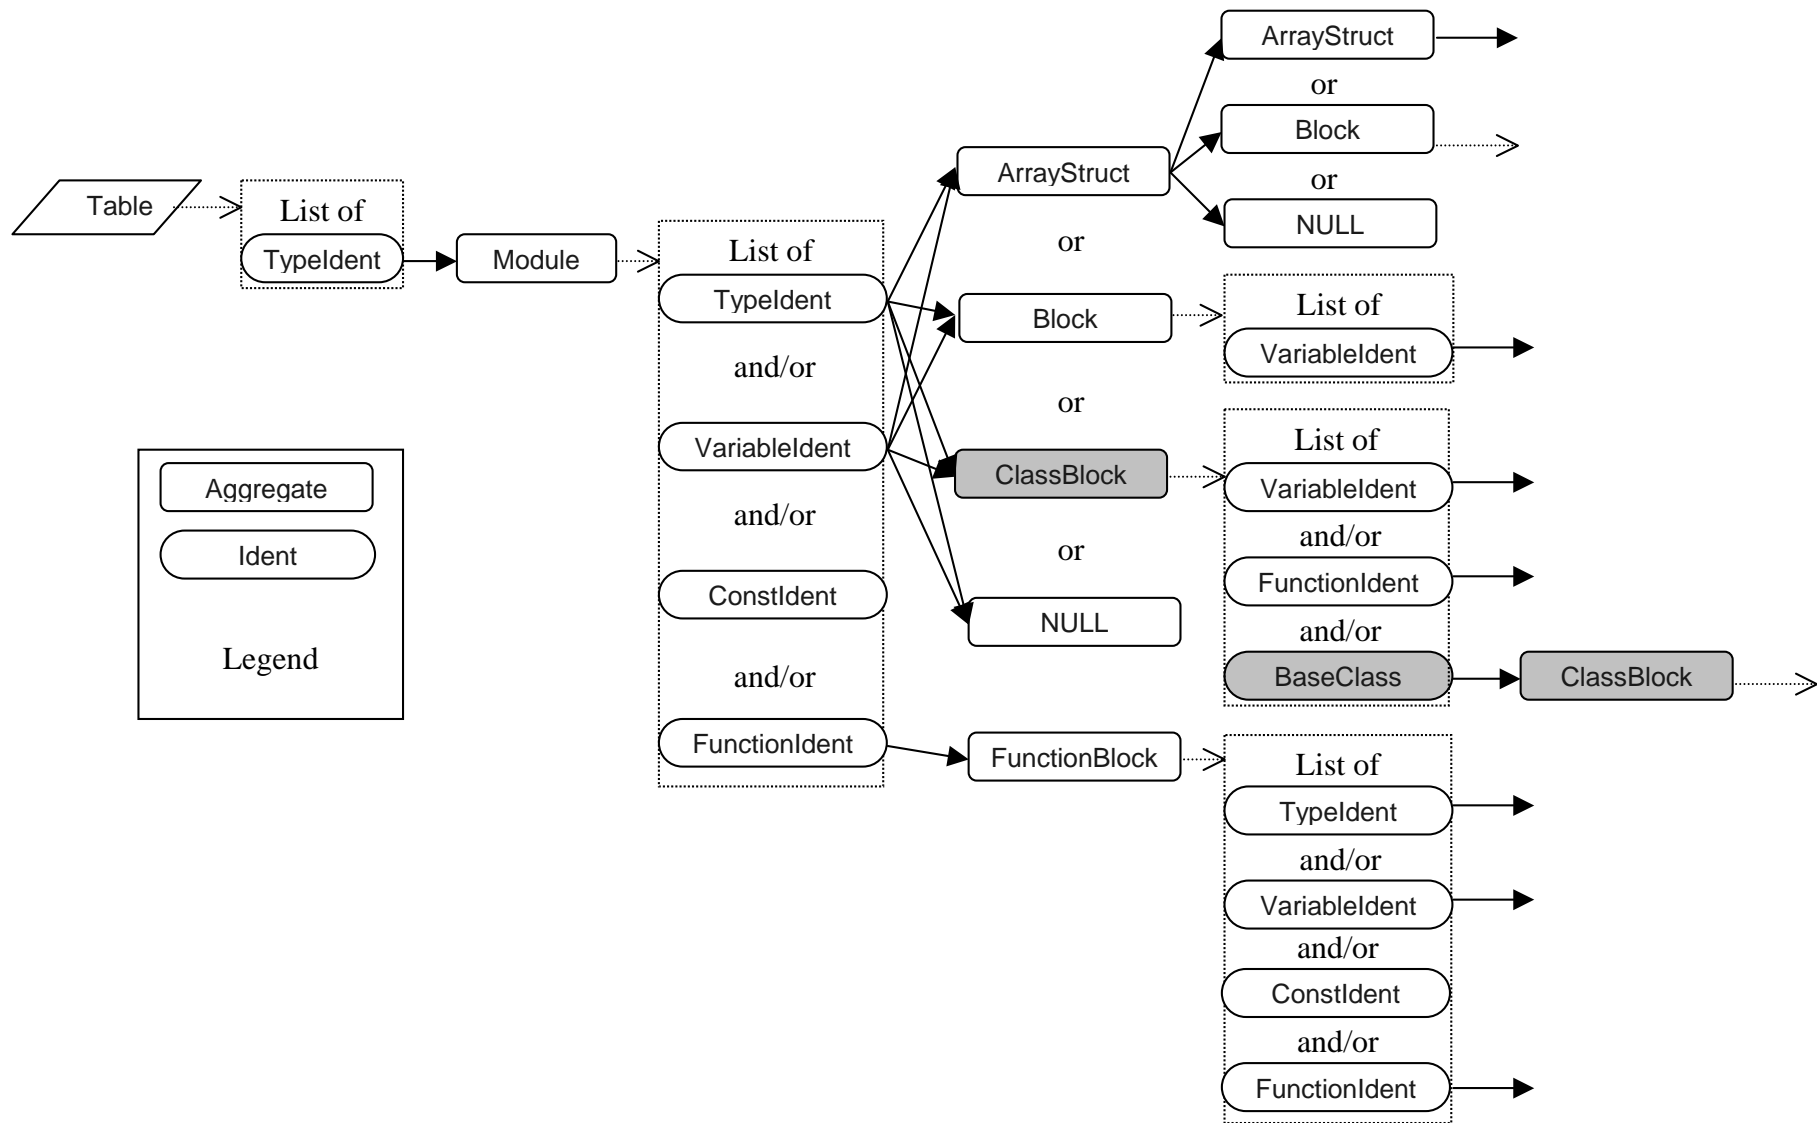 Table
List of
TypeIdent
Module
List of
TypeIdent
and/or
VariableIdent
and/or
ConstIdent
and/or
FunctionIdent
ArrayStruct
or
Block
or
ClassBlock
or
NULL
FunctionBlock
ArrayStruct
or
Block
or
NULL
List of
VariableIdent
List of
VariableIdent
and/or
FunctionIdent
and/or
BaseClass
ClassBlock
List of
TypeIdent
and/or
VariableIdent
and/or
ConstIdent
and/or
FunctionIdent
Aggregate
Ident
Legend